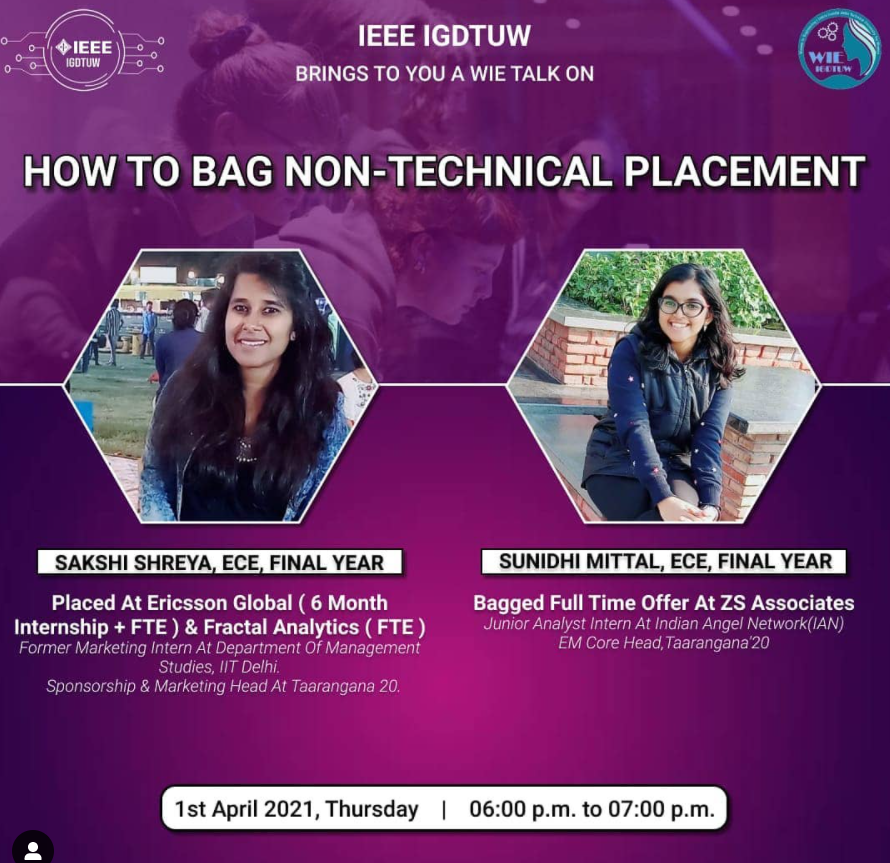 IEEE
IGDTUW
IEEE IGDTUW
BRINGS TO YOU A WIE TALK ON
WIE
IGDTUW
HOW TO BAG NON-TECHNICAL PLACEMENT
SAKSHI SHREYA, ECE, FINAL YEAR
Placed At Ericsson Global ( 6 Month
Internship + FTE ) & Fractal Analytics ( FTE )
Former Marketing Intern At Department Of Management
Studies, IIT Delhi.
Sponsorship & Marketing Head At Taarangana 20.
SUNIDHI MITTAL, ECE, FINAL YEAR
Bagged Full Time Offer At ZS Associates
Junior Analyst Intern At Indian Angel Network(IAN)
EM Core Head,Taarangana'20
1st April 2021, Thursday | 06:00 p.m. to 07:00 p.m.